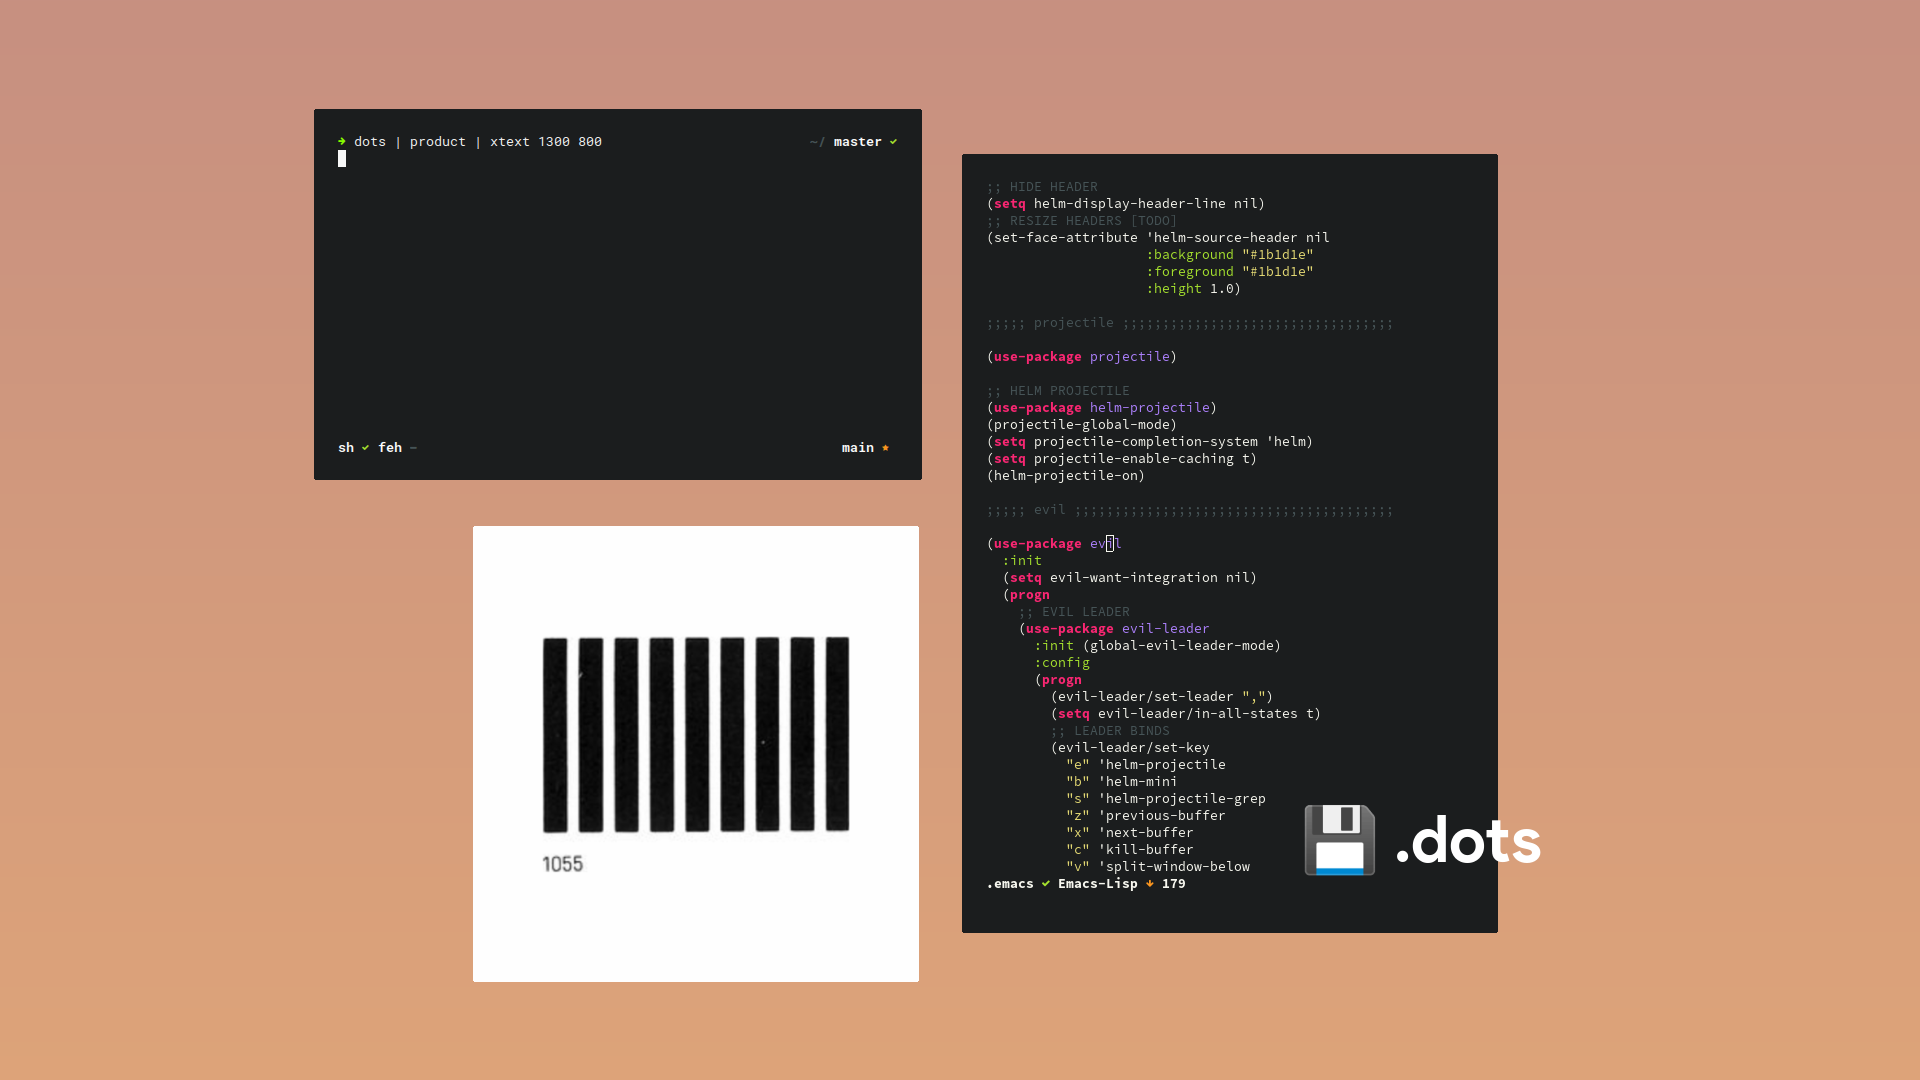 ➜ dots | product | xtext 1300 800 ~/ master ✓
sh ✓ feh − main ★
1055
;; HIDE HEADER
(setq helm-display-header-line nil)
;; RESIZE HEADERS [TODO]
(set-face-attribute 'helm-source-header nil
:background "#1b1d1e"
:foreground "#1b1d1e"
:height 1.0)
;;;;; projectile ;;;;;;;;;;;;;;;;;;;;;;;;;;;;;;;;;;
(use-package projectile)
;; HELM PROJECTILE
(use-package helm-projectile)
(projectile-global-mode)
(setq projectile-completion-system 'helm)
(setq projectile-enable-caching t)
(helm-projectile-on)
;;;;; evil ;;;;;;;;;;;;;;;;;;;;;;;;;;;;;;;;;;;;;;;;
(use-package evil
:init
(setq evil-want-integration nil)
(progn
;; EVIL LEADER
(use-package evil-leader
:init (global-evil-leader-mode)
:config
(progn
(evil-leader/set-leader ",")
(setq evil-leader/in-all-states t)
;; LEADER BINDS
(evil-leader/set-key
"e" 'helm-projectile
"b" 'helm-mini
"s" 'helm-projectile-grep
"z" 'previous-buffer
"x" 'next-buffer
"c" 'kill-buffer
"v" 'split-window-below
.emacs ✓ Emacs-Lisp ↓ 179
.dots